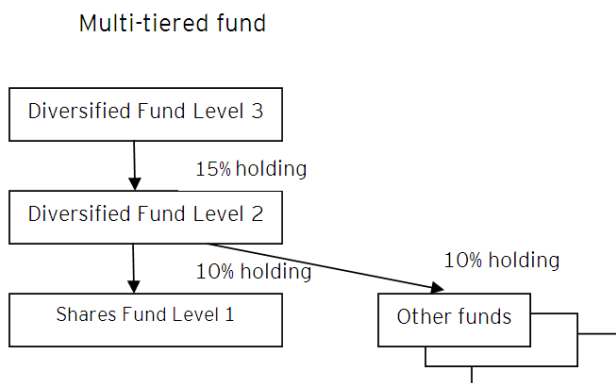 Multi-tiered fund
Diversified Fund Level 3
15% holding
Diversified Fund Level 2
10% holding
10% holding
Shares Fund Level 1
Other funds